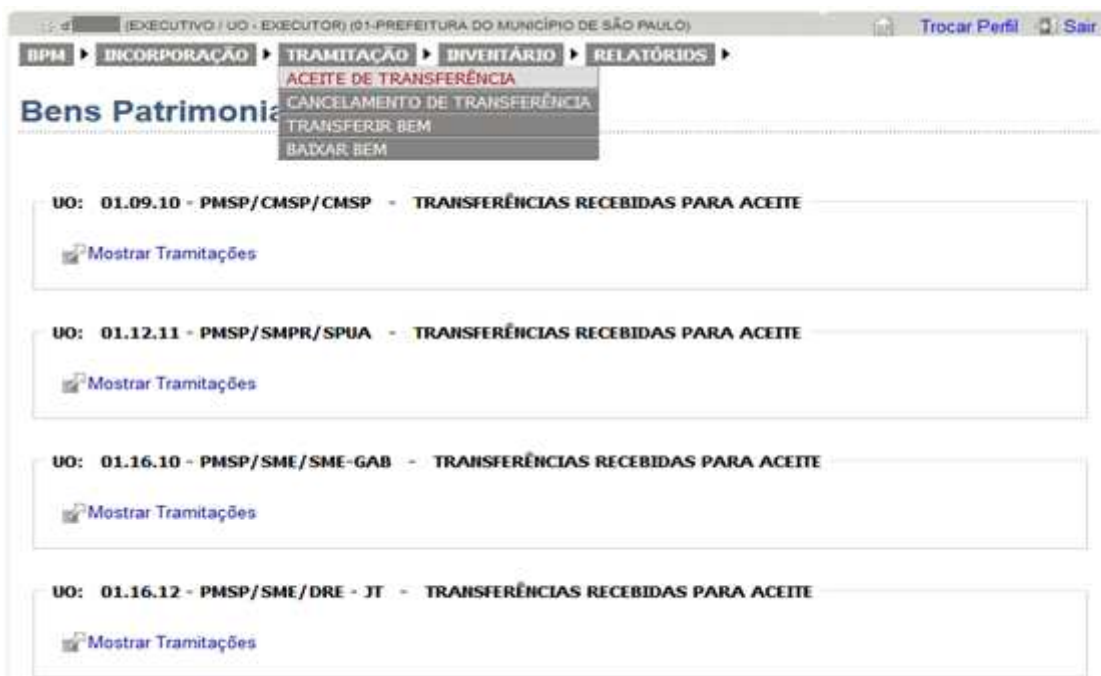 (EXECUTIVO / UO - EXECUTOR) (01-PREFEITURA DO MUNICÍPIO DE SÃO PAULO) Trocar Perfil Sair
BPM INCORPORAÇÃO TRAMITAÇÃO INVENTÁRIO RELATÓRIOS
ACEITE DE TRANSFERÊNCIA
CANCELAMENTO DE TRANSFERÊNCIA
TRANSFERIR BEM
BAIXAR BEM
Bens Patrimonia
UO: 01.09.10 - PMSP/CMSP/CMSP - TRANSFERÊNCIAS RECEBIDAS PARA ACEITE
Mostrar Tramitações
UO: 01.12.11 - PMSP/SMPR/SPUA - TRANSFERÊNCIAS RECEBIDAS PARA ACEITE
Mostrar Tramitações
UO: 01.16.10 - PMSP/SME/SME-GAB - TRANSFERÊNCIAS RECEBIDAS PARA ACEITE
Mostrar Tramitações
UO: 01.16.12 - PMSP/SME/DRE - JT - TRANSFERÊNCIAS RECEBIDAS PARA ACEITE
Mostrar Tramitações